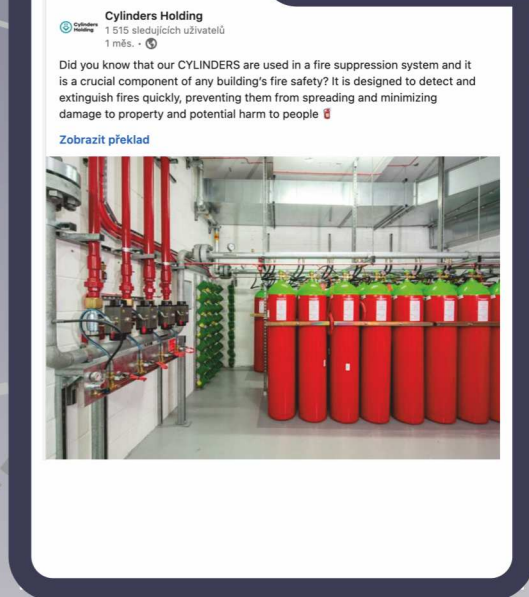 Cylinders
Holding
Cylinders Holding
1 515 sledujících uživatelů
1 měs. •
Did you know that our CYLINDERS are used in a fire suppression system and it
is a crucial component of any building's fire safety? It is designed to detect and
extinguish fires quickly, preventing them from spreading and minimizing
damage to property and potential harm to people 🧯
Zobrazit překlad